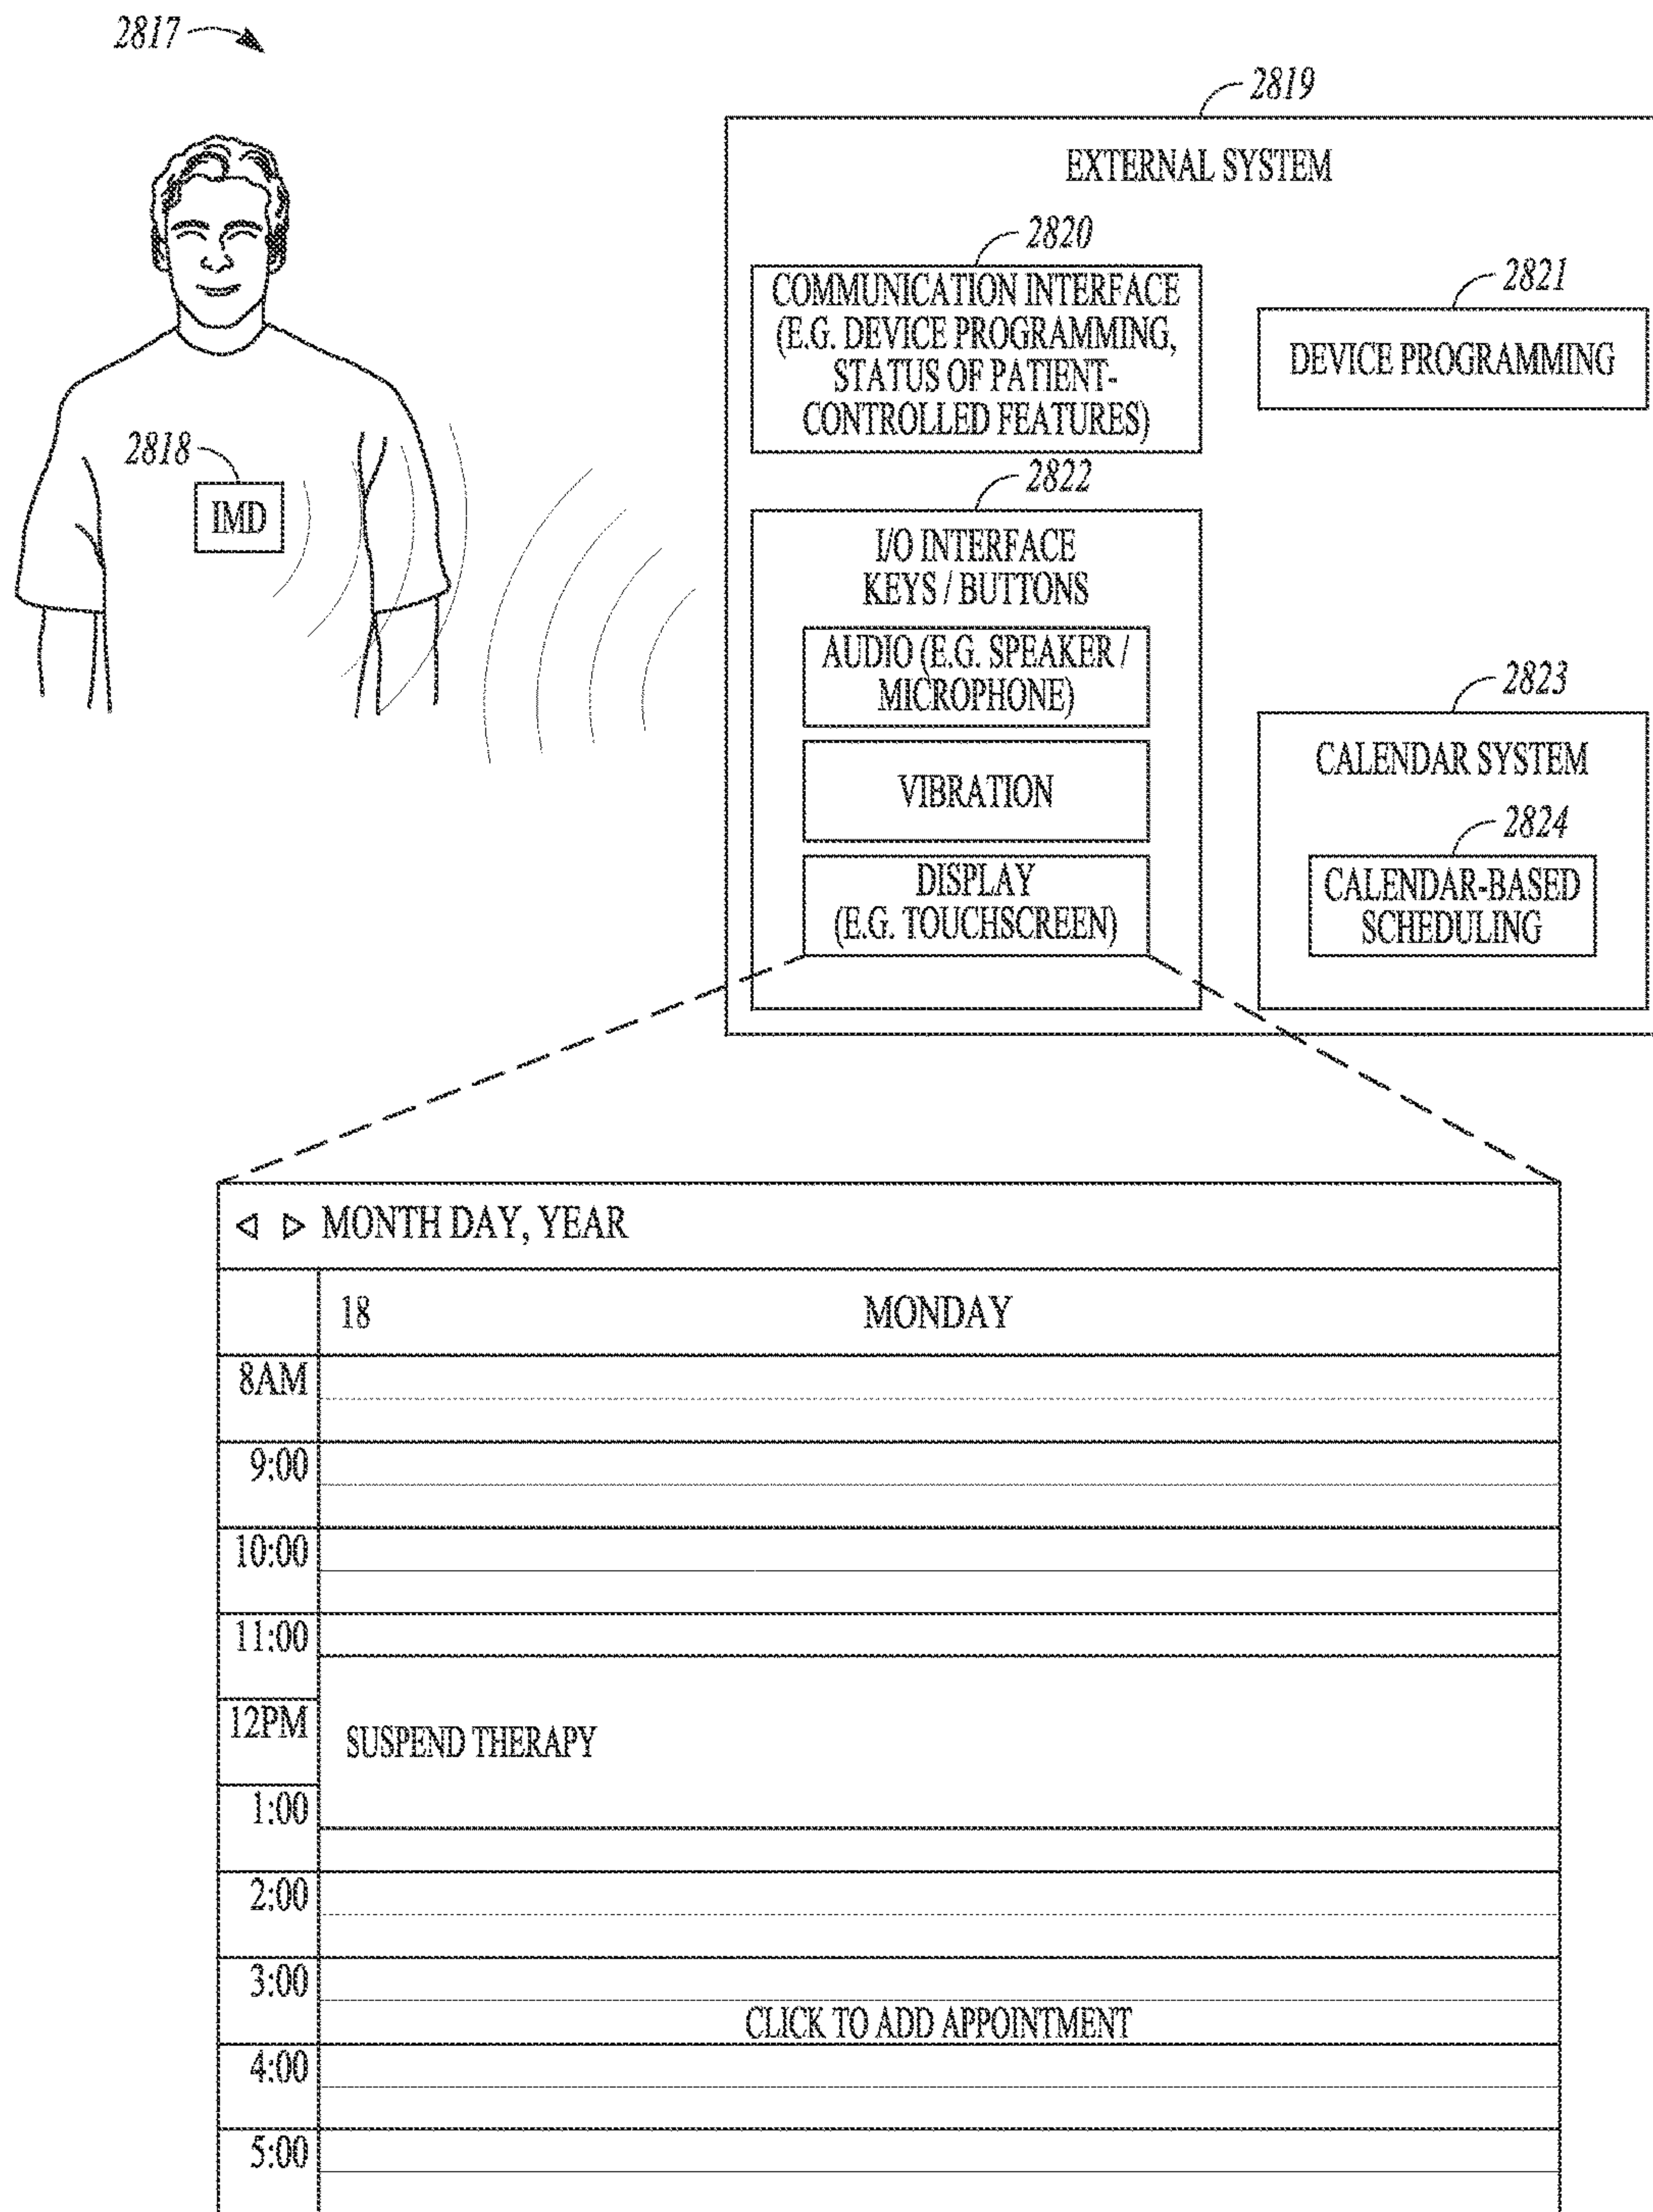 2817
2819
EXTERNAL SYSTEM
2820
COMMUNICATION INTERFACE
(E.G. DEVICE PROGRAMMING,
STATUS OF PATIENT-
CONTROLLED FEATURES)
2821
DEVICE PROGRAMMING
2818
IMD
2822
I/O INTERFACE
KEYS / BUTTONS
AUDIO (E.G. SPEAKER /
MICROPHONE)
VIBRATION
DISPLAY
(E.G. TOUCHSCREEN)
2823
CALENDAR SYSTEM
2824
CALENDAR-BASED
SCHEDULING
MONTH DAY, YEAR
18 MONDAY
8AM
9:00
10:00
11:00
12PM
SUSPEND THERAPY
1:00
2:00
3:00
CLICK TO ADD APPOINTMENT
4:00
5:00